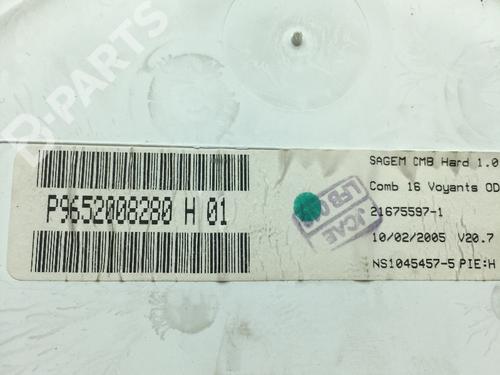 B-PARTS
SAGEM CMB Hard 1.0
Comb 16 Voyants OD
P9652008280 H 01
21675597-1
JCAE
10/02/2005 V20.7
NS1045457-5 PIE:H